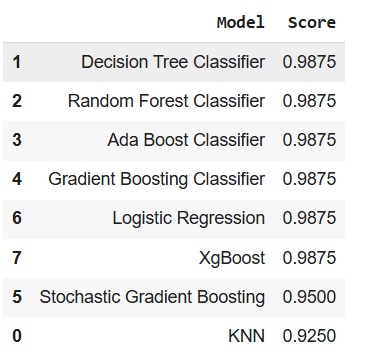 Model Score
1 Decision Tree Classifier 0.9875
2 Random Forest Classifier 0.9875
3 Ada Boost Classifier 0.9875
4 Gradient Boosting Classifier 0.9875
6 Logistic Regression 0.9875
7 XgBoost 0.9875
5 Stochastic Gradient Boosting 0.9500
0 KNN 0.9250